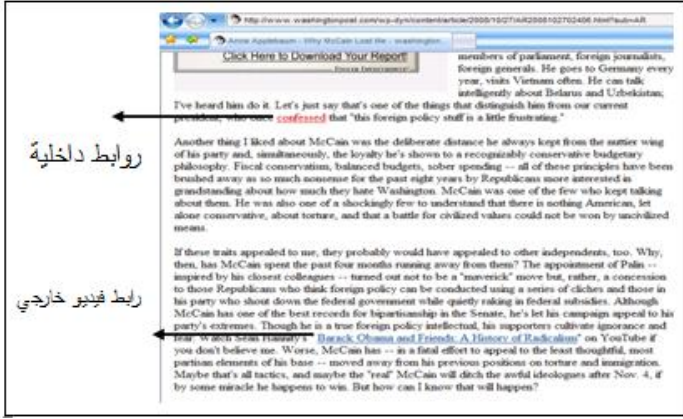 http://www.washingtonpost.com/wp-dyn/content/article/2008/10/27/AR2008102702406.html?sub=AR
Anne Applebaum - Why McCain Lost Me - washington
Click Here to Download Your Report!
members of parliament, foreign journalists,
foreign generals. He goes to Germany every
year, visits Vietnam often. He can talk
intelligently about Belarus and Uzbekistan;
I've heard him do it. Let's just say that's one of the things that distinguish him from our current
president, who once confessed that "this foreign policy stuff is a little frustrating."
روابط داخلية
Another thing I liked about McCain was the deliberate distance he always kept from the nuttier wing
of his party and, simultaneously, the loyalty he's shown to a recognizably conservative budgetary
philosophy. Fiscal conservatism, balanced budgets, sober spending -- all of these principles have been
brushed away as so much nonsense for the past eight years by Republicans more interested in
grandstanding about how much they hate Washington. McCain was one of the few who kept talking
about them. He was also one of a shockingly few to understand that there is nothing American, let
alone conservative, about torture, and that a battle for civilized values could not be won by uncivilized
means.
If these traits appealed to me, they probably would have appealed to other independents, too. Why,
then, has McCain spent the past four months running away from them? The appointment of Palin --
inspired by his closest colleagues -- turned out not to be a "maverick" move but, rather, a concession
to those Republicans who think foreign policy can be conducted using a series of cliches and those in
his party who shout down the federal government while quietly raking in federal subsidies. Although
McCain has one of the best records for bipartisanship in the Senate, he's let his campaign appeal to his
party's extremes. Though he is a true foreign policy intellectual, his supporters cultivate ignorance and
fear. Watch Sean Hannity's "Barack Obama and Friends: A History of Radicalism" on YouTube if
you don't believe me. Worse, McCain has -- in a fatal effort to appeal to the least thoughtful, most
partisan elements of his base -- moved away from his previous positions on torture and immigration.
Maybe that's all tactics, and maybe the "real" McCain will ditch the awful ideologues after Nov. 4, if
by some miracle he happens to win. But how can I know that will happen?
رابط فيديو خارجي